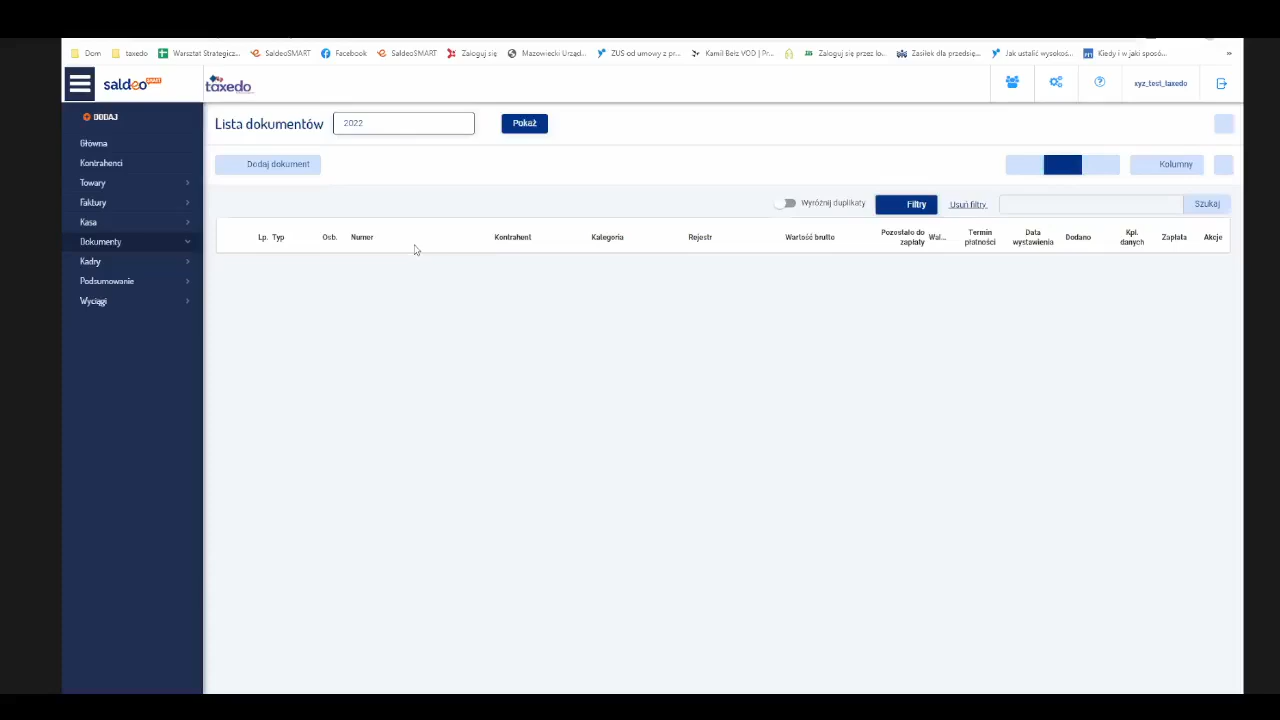 Dom taxedo Warsztat Strategicz... SaldeoSMART Facebook SaldeoSMART Zaloguj się Mazowiecki Urząd... ZUS od umowy z pr... Kamil Bełz VOD | Pr... Zaloguj się przez lo... Zasiłek dla przedsię... Jak ustalić wysokoś... Kiedy i w jaki sposó... »
saldeo SMART taxedo xyz_test_taxedo
DODAJ
Lista dokumentów 2022 Pokaż
Główna
Kontrahenci
Towary
Faktury
Kasa
Dokumenty
Kadry
Podsumowanie
Wyciągi
Dodaj dokument Kolumny
Wyróżnij duplikaty Filtry Usuń filtry Szukaj
Lp. Typ Osb. Numer Kontrahent Kategoria Rejestr Wartość brutto Pozostało do zapłaty Wal... Termin płatności Data wystawienia Dodano Kpl. danych Zapłata Akcje